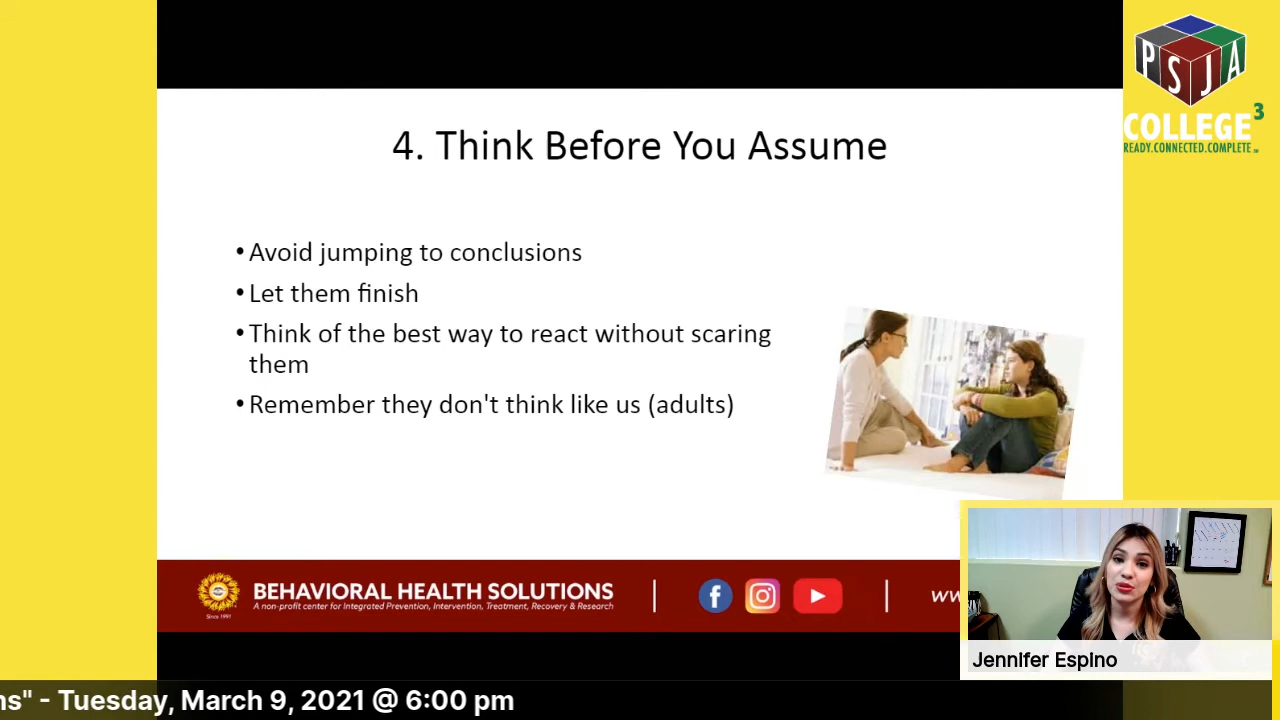 PSJA
COLLEGE³
READY.CONNECTED.COMPLETE
4. Think Before You Assume
• Avoid jumping to conclusions
• Let them finish
• Think of the best way to react without scaring
them
• Remember they don't think like us (adults)
Since 1991
BEHAVIORAL HEALTH SOLUTIONS
A non-profit center for Integrated Prevention, Intervention, Treatment, Recovery & Research
Jennifer Espino
ns" - Tuesday, March 9, 2021 @ 6:00 pm